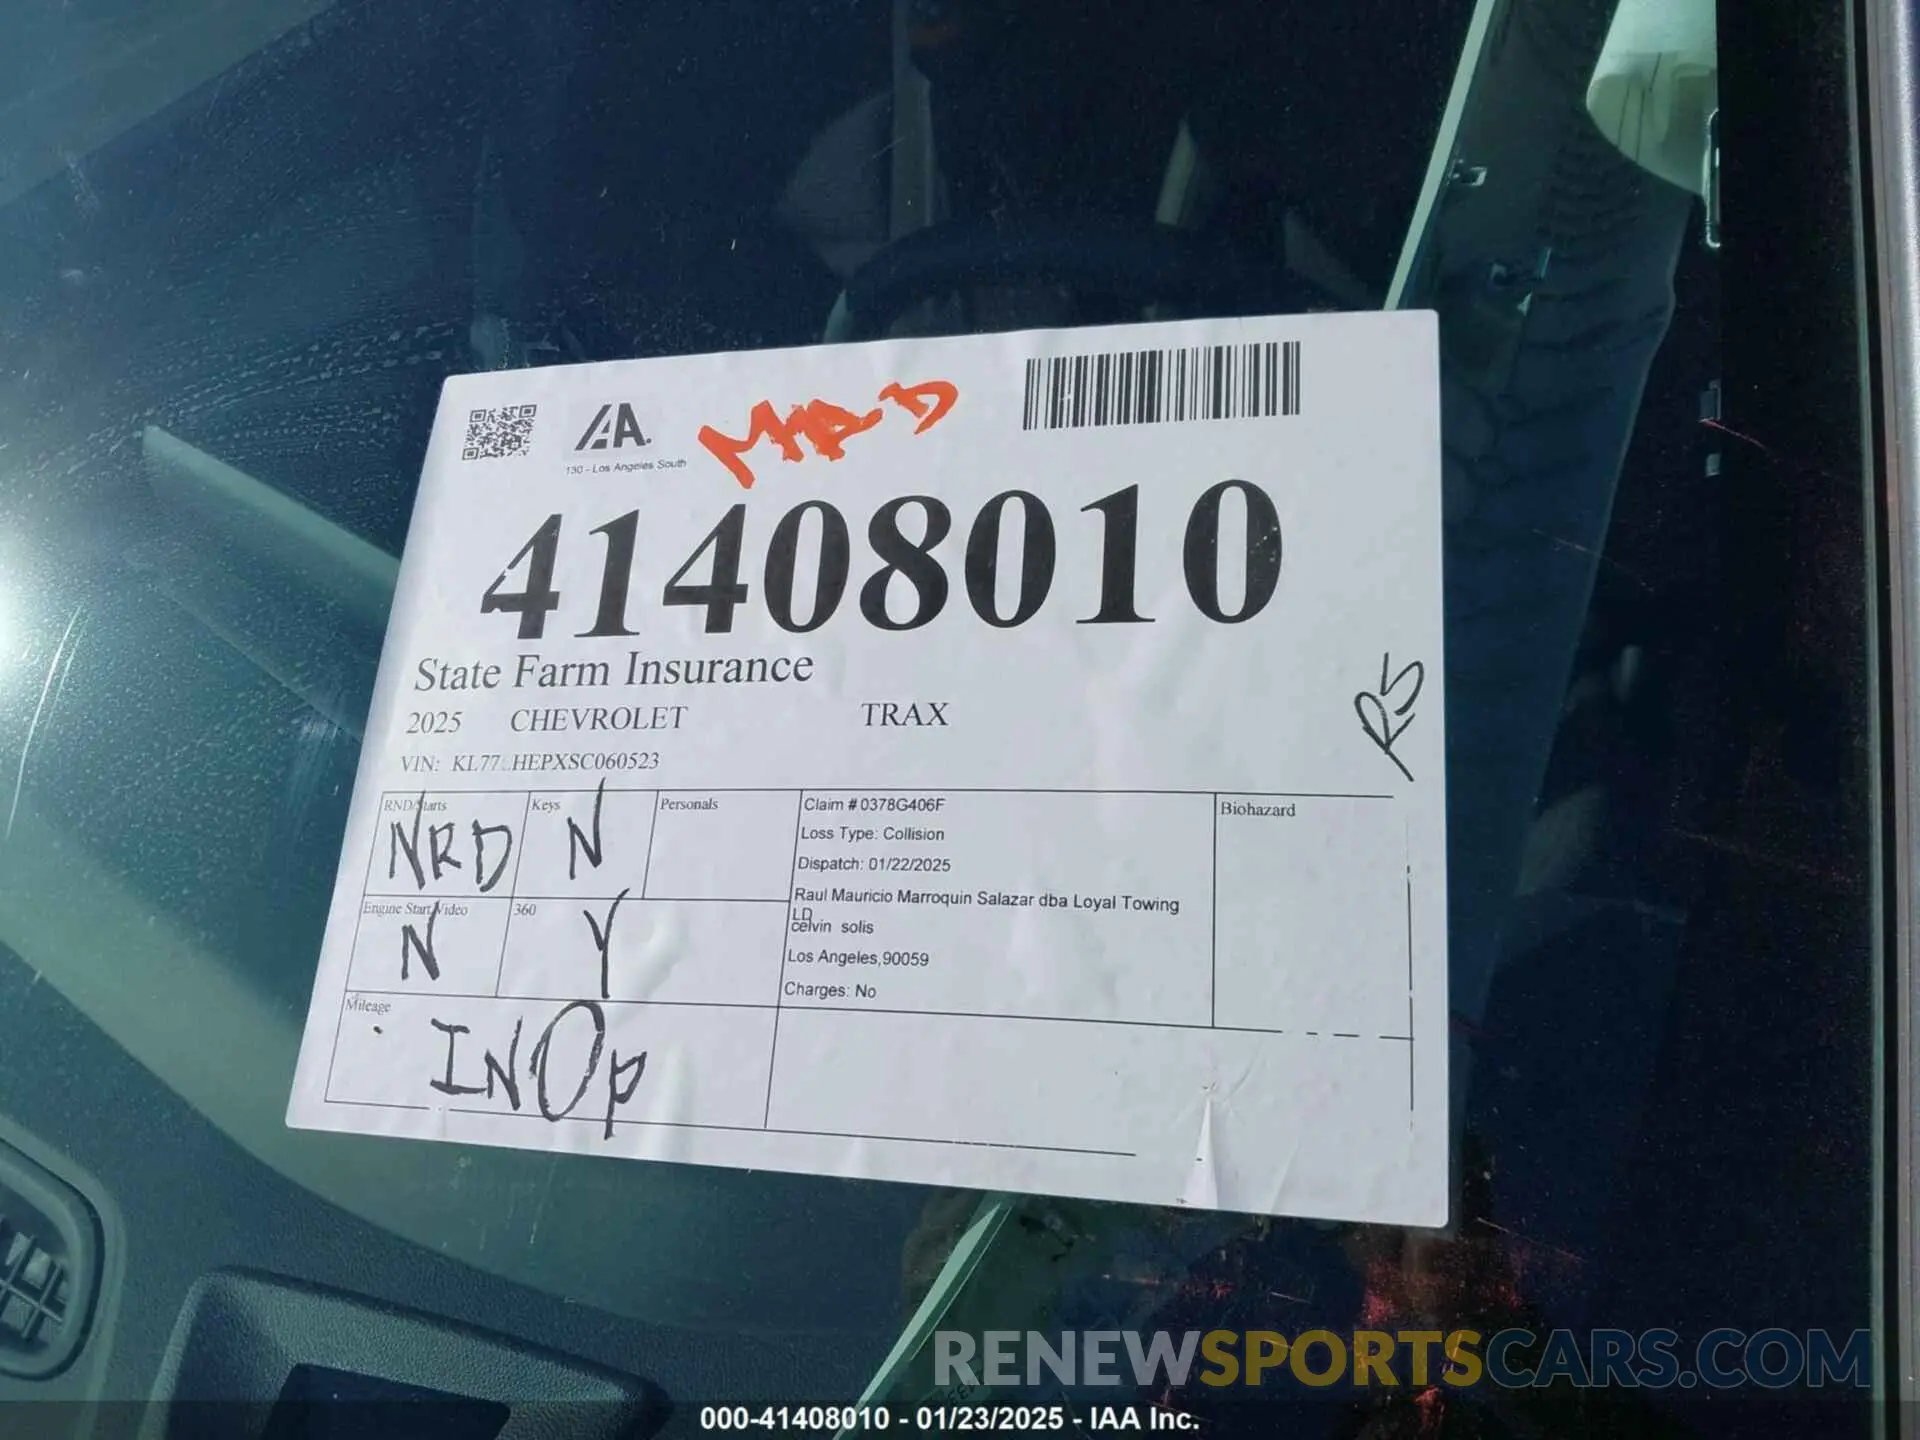 IAA.
130 - Los Angeles South
41408010
State Farm Insurance
2025 CHEVROLET TRAX
R5
VIN: KL77 HEPXSC060523
RND/Starts Keys Personals
NRD N
Claim # 0378G406F
Loss Type: Collision
Dispatch: 01/22/2025
Raul Mauricio Marroquin Salazar dba Loyal Towing
LD
celvin solis
Los Angeles,90059
Charges: No
Biohazard
Engine Start Video 360
N Y
Mileage
INOP
RENEWSPORTSCARS.COM
000-41408010 - 01/23/2025 - IAA Inc.